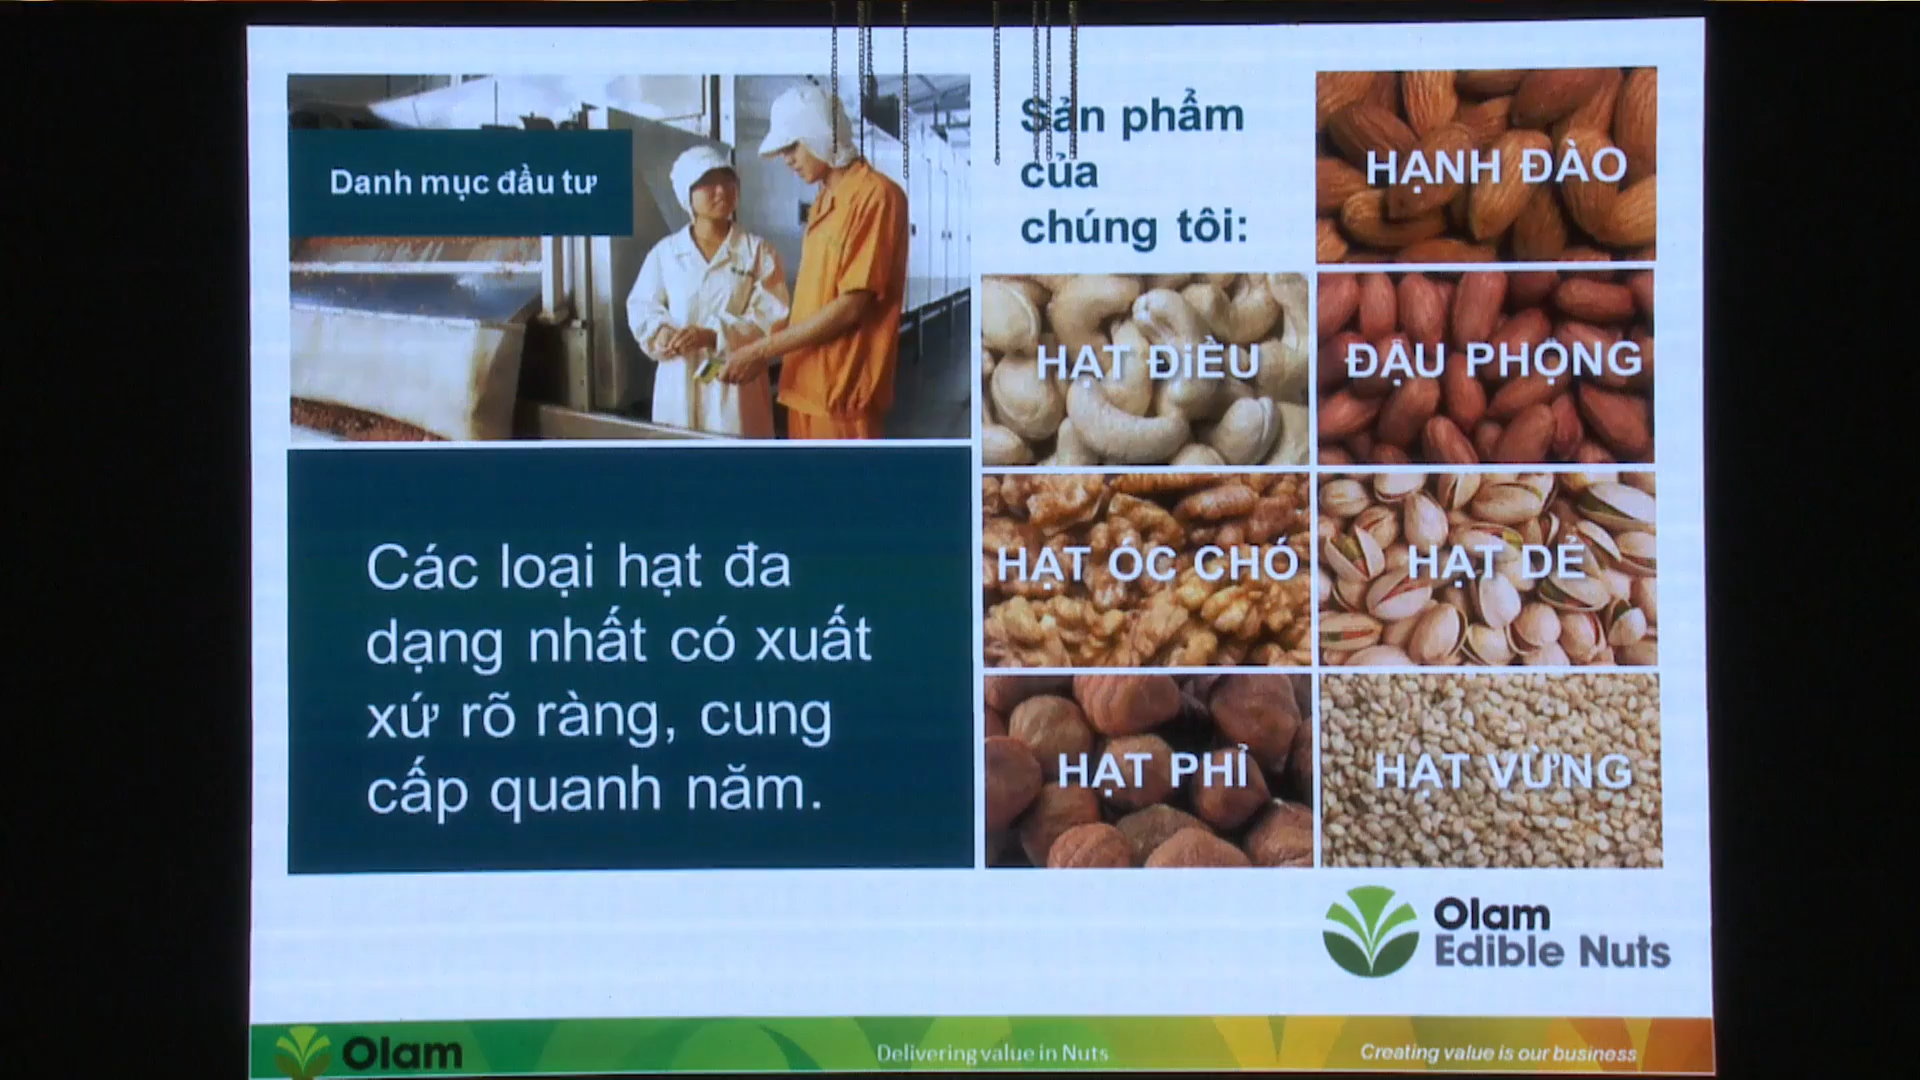 Danh mục đầu tư
Sản phẩm
của
chúng tôi:
HẠNH ĐÀO
HẠT ĐiỀU
ĐẬU PHỘNG
HẠT ÓC CHÓ
HẠT DẺ
HẠT PHỈ
HẠT VỪNG
Các loại hạt đa
dạng nhất có xuất
xứ rõ ràng, cung
cấp quanh năm.
Olam
Edible Nuts
Olam
Delivering value in Nuts
Creating value is our business